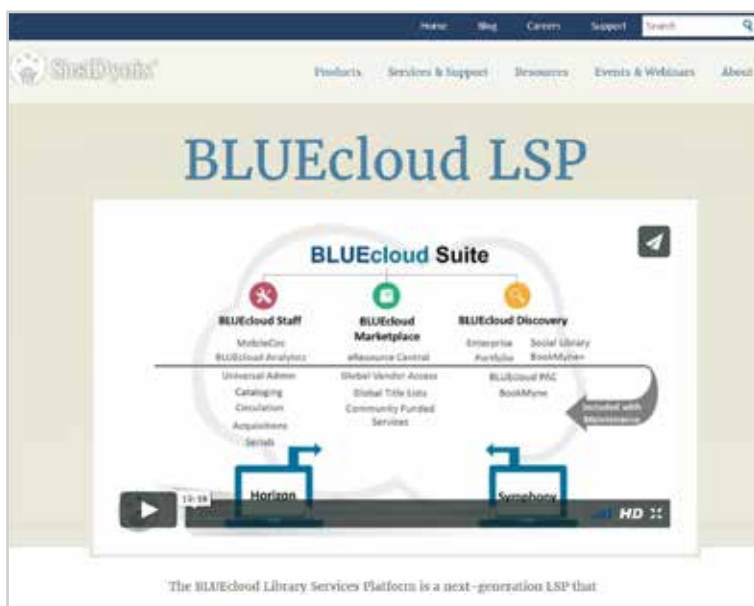 Home Blog Careers Support Search
SirsiDynix®
Products Services & Support Resources Events & Webinars About
BLUEcloud LSP
BLUEcloud Suite
BLUEcloud Staff
MobileCirc
BLUEcloud Analytics
Universal Admin
Cataloging
Circulation
Acquisitions
Serials
BLUEcloud
Marketplace
eResource Central
Global Vendor Access
Global Title Lists
Community Funded
Services
BLUEcloud Discovery
Enterprise Social Library
Portfolio BookMyne+
BLUEcloud PAC
BookMyne
Included with
Maintenance
Horizon
Symphony
HD
The BLUEcloud Library Services Platform is a next-generation LSP that